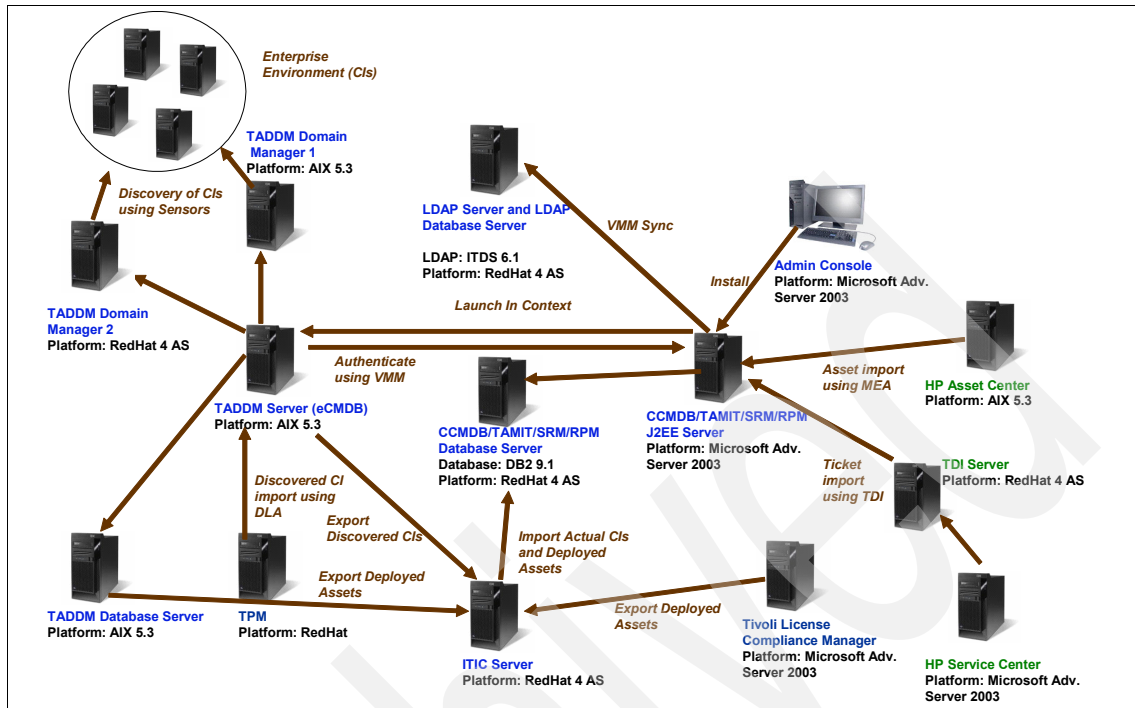 Enterprise
Environment (CIs)
TADDM Domain
Manager 1
Platform: AIX 5.3
Discovery of CIs
using Sensors
LDAP Server and LDAP
Database Server
LDAP: ITDS 6.1
Platform: RedHat 4 AS
VMM Sync
Install
Admin Console
Platform: Microsoft Adv.
Server 2003
TADDM Domain
Manager 2
Platform: RedHat 4 AS
Launch In Context
Authenticate
using VMM
Asset import
using MEA
HP Asset Center
Platform: AIX 5.3
TADDM Server (eCMDB)
Platform: AIX 5.3
CCMDB/TAMIT/SRM/RPM
Database Server
Database: DB2 9.1
Platform: RedHat 4 AS
CCMDB/TAMIT/SRM/RPM
J2EE Server
Platform: Microsoft Adv.
Server 2003
Ticket
import
using TDI
TDI Server
Platform: RedHat 4 AS
Discovered CI
import using
DLA
Export
Discovered CIs
Import Actual CIs
and Deployed
Assets
Export Deployed
Assets
Export Deployed
Assets
TADDM Database Server
Platform: AIX 5.3
TPM
Platform: RedHat
ITIC Server
Platform: RedHat 4 AS
Tivoli License
Compliance Manager
Platform: Microsoft Adv.
Server 2003
HP Service Center
Platform: Microsoft Adv.
Server 2003